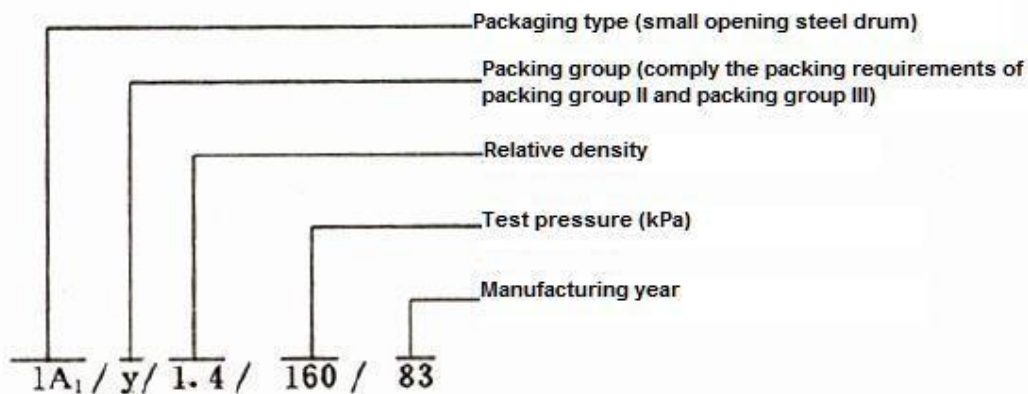 Packaging type (small opening steel drum)
Packing group (comply the packing requirements of
packing group II and packing group III)
Relative density
Test pressure (kPa)
Manufacturing year
1A₁ / y / 1.4 / 160 / 83